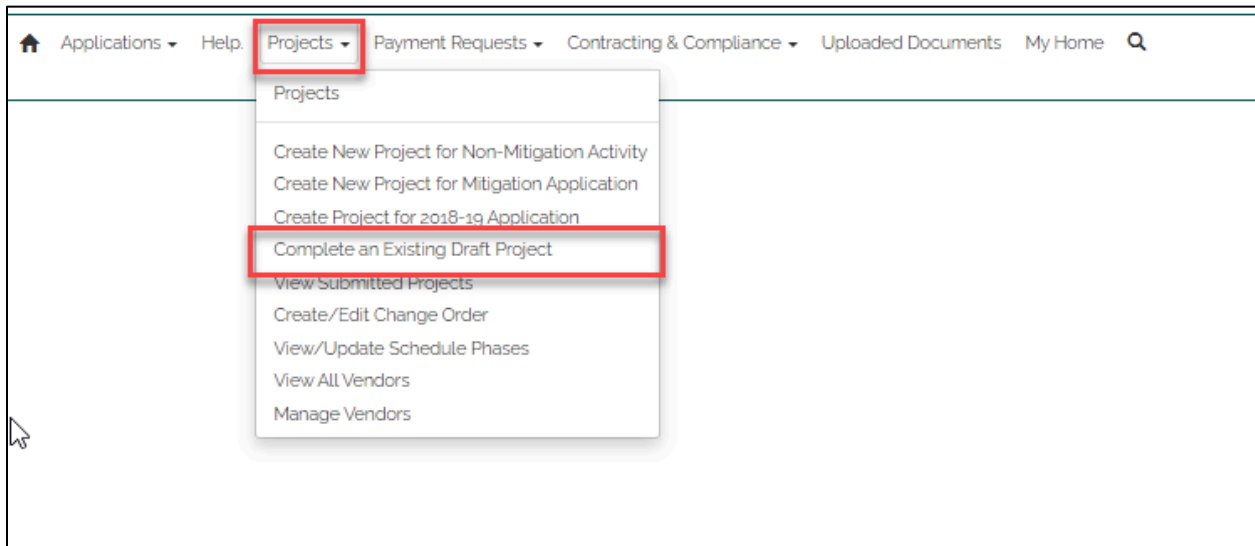 Applications Help. Projects Payment Requests Contracting & Compliance Uploaded Documents My Home
Projects
Create New Project for Non-Mitigation Activity
Create New Project for Mitigation Application
Create Project for 2018-19 Application
Complete an Existing Draft Project
View Submitted Projects
Create/Edit Change Order
View/Update Schedule Phases
View All Vendors
Manage Vendors